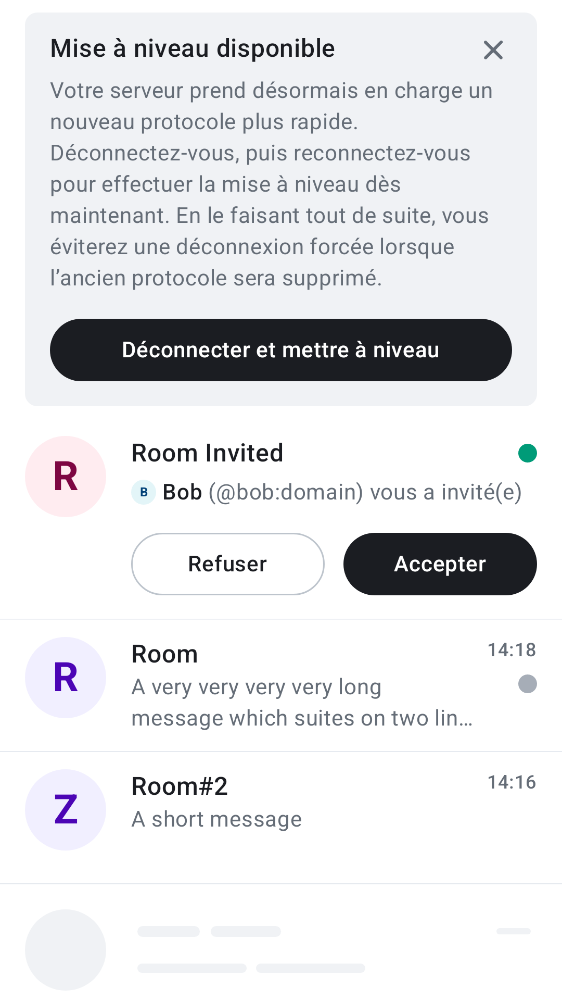 Mise à niveau disponible
Votre serveur prend désormais en charge un
nouveau protocole plus rapide.
Déconnectez-vous, puis reconnectez-vous
pour effectuer la mise à niveau dès
maintenant. En le faisant tout de suite, vous
éviterez une déconnexion forcée lorsque
l’ancien protocole sera supprimé.
Déconnecter et mettre à niveau
R
Room Invited
B Bob (@bob:domain) vous a invité(e)
Refuser Accepter
R
Room 14:18
A very very very very long
message which suites on two lin…
Z
Room#2 14:16
A short message